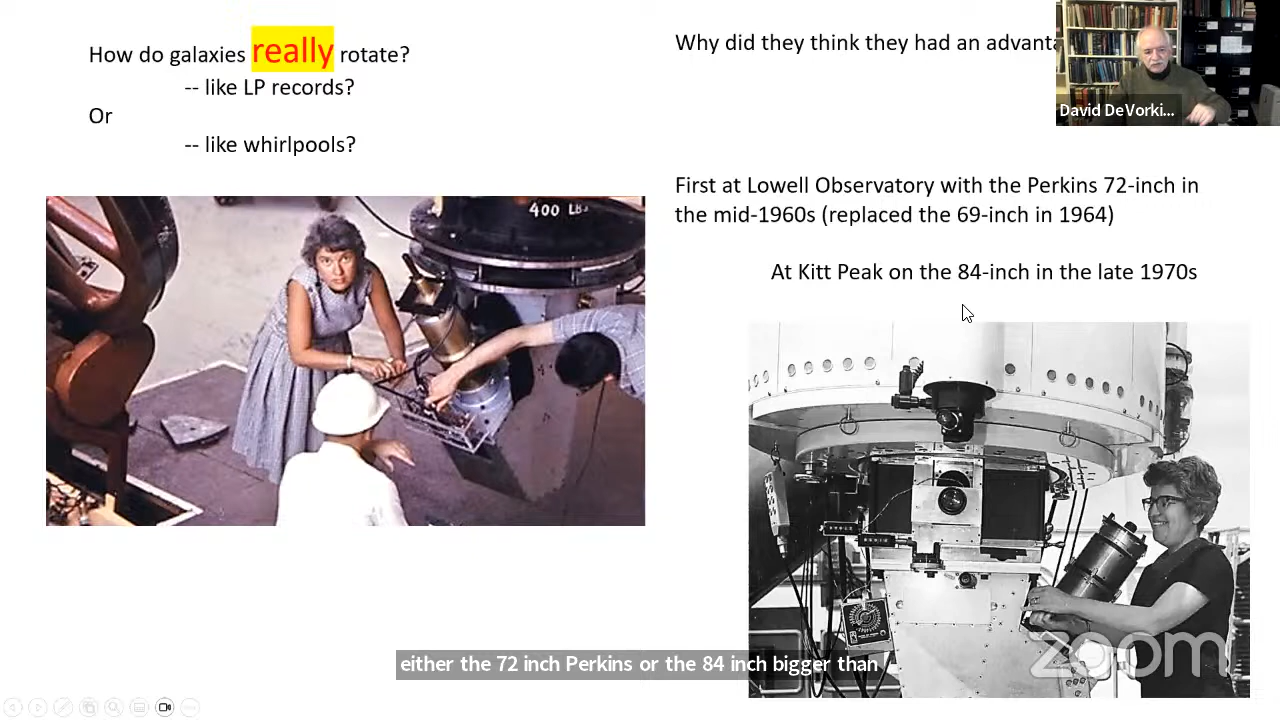 How do galaxies really rotate?
-- like LP records?
Or
-- like whirlpools?
Why did they think they had an advanta
David DeVorki...
First at Lowell Observatory with the Perkins 72-inch in
the mid-1960s (replaced the 69-inch in 1964)
At Kitt Peak on the 84-inch in the late 1970s
400 LBS
either the 72 inch Perkins or the 84 inch bigger than
zoom